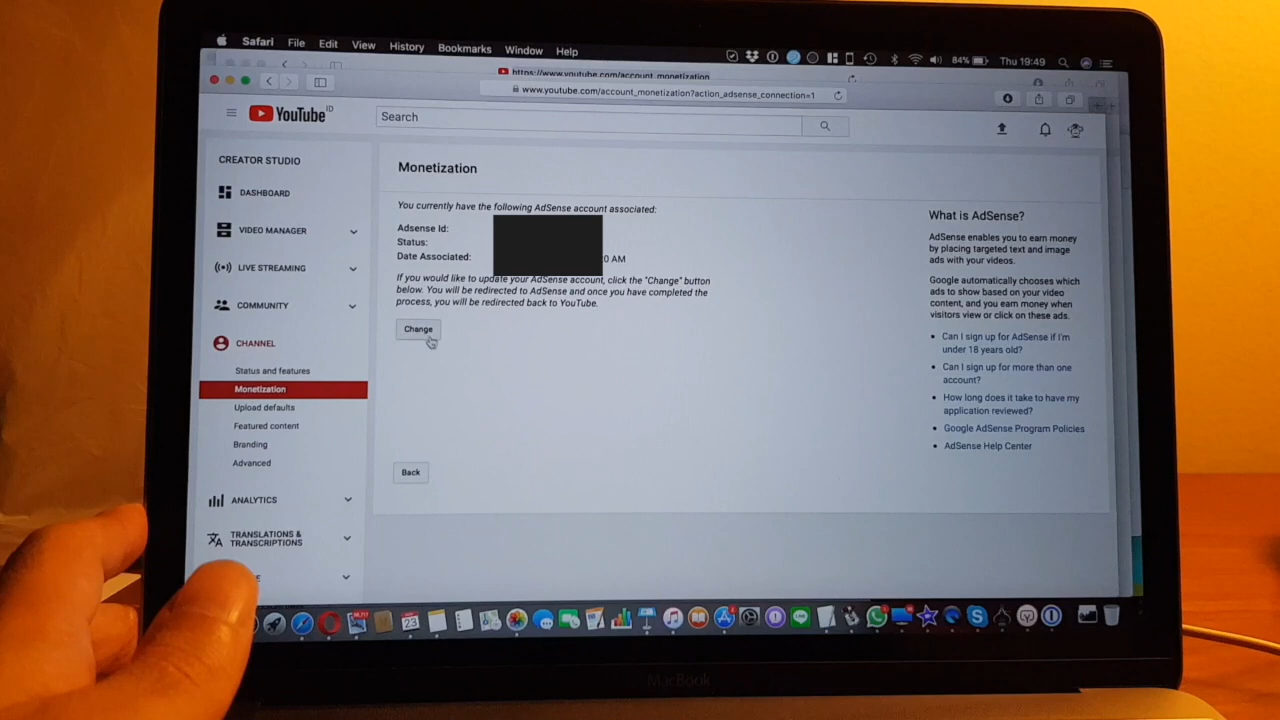 Safari File Edit View History Bookmarks Window Help 84% Thu 19:49
https://www.youtube.com/account_monetization
www.youtube.com/account_monetization?action_adsense_connection=1
YouTube ID
Search
CREATOR STUDIO
DASHBOARD
VIDEO MANAGER
LIVE STREAMING
COMMUNITY
CHANNEL
Status and features
Monetization
Upload defaults
Featured content
Branding
Advanced
ANALYTICS
TRANSLATIONS &
TRANSCRIPTIONS
Monetization
You currently have the following AdSense account associated:
Adsense Id:
Status:
Date Associated: 0 AM
If you would like to update your AdSense account, click the "Change" button
below. You will be redirected to AdSense and once you have completed the
process, you will be redirected back to YouTube.
Change
Back
What is AdSense?
AdSense enables you to earn money
by placing targeted text and image
ads with your videos.
Google automatically chooses which
ads to show based on your video
content, and you earn money when
visitors view or click on these ads.
Can I sign up for AdSense if I'm
under 18 years old?
Can I sign up for more than one
account?
How long does it take to have my
application reviewed?
Google AdSense Program Policies
AdSense Help Center
23
MacBook